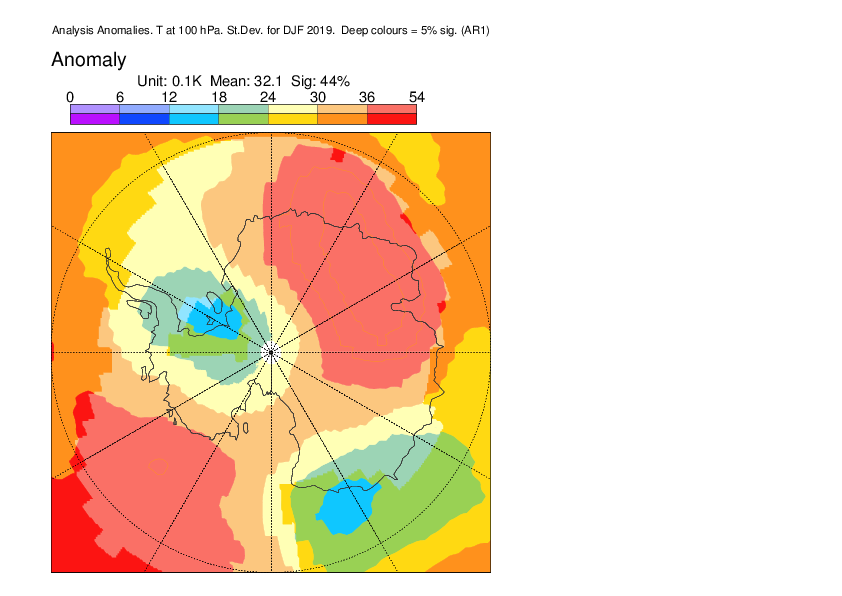 Analysis Anomalies. T at 100 hPa. St.Dev. for DJF 2019.  Deep colours = 5% sig. (AR1)
Anomaly
Unit: 0.1K  Mean: 32.1  Sig: 44%
0 6 12 18 24 30 36 54